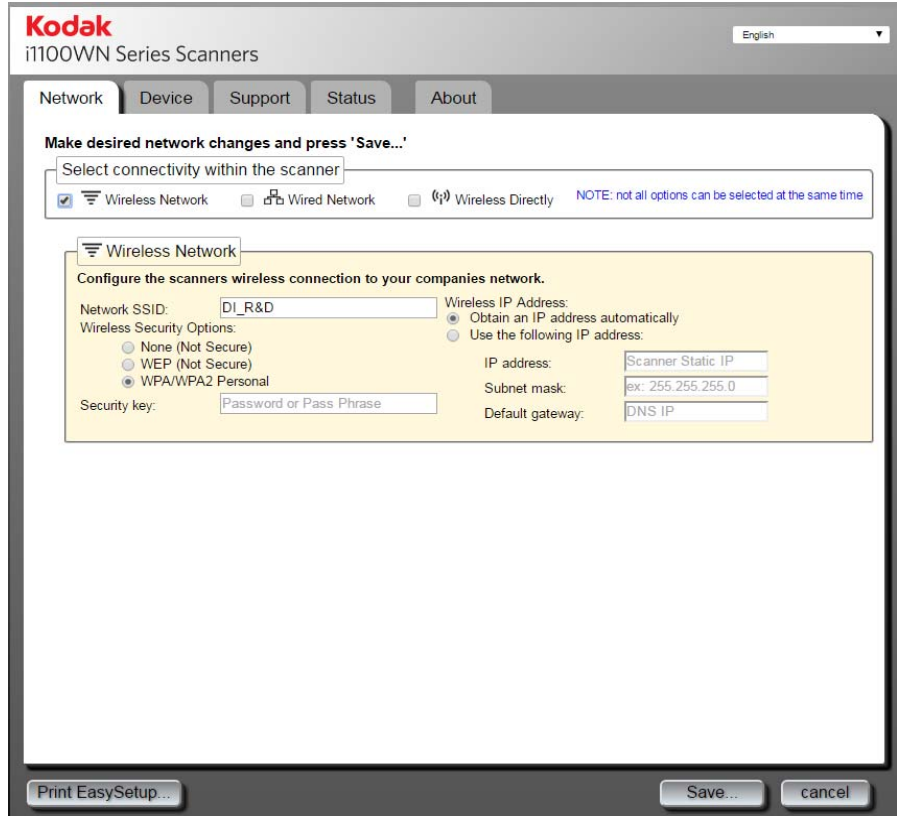 Kodak
i1100WN Series Scanners
English
Network Device Support Status About
Make desired network changes and press 'Save...'
Select connectivity within the scanner
Wireless Network Wired Network Wireless Directly NOTE: not all options can be selected at the same time
Wireless Network
Configure the scanners wireless connection to your companies network.
Network SSID: DI_R&D
Wireless Security Options:
None (Not Secure)
WEP (Not Secure)
WPA/WPA2 Personal
Security key: Password or Pass Phrase
Wireless IP Address:
Obtain an IP address automatically
Use the following IP address:
IP address: Scanner Static IP
Subnet mask: ex: 255.255.255.0
Default gateway: DNS IP
Print EasySetup... Save... cancel